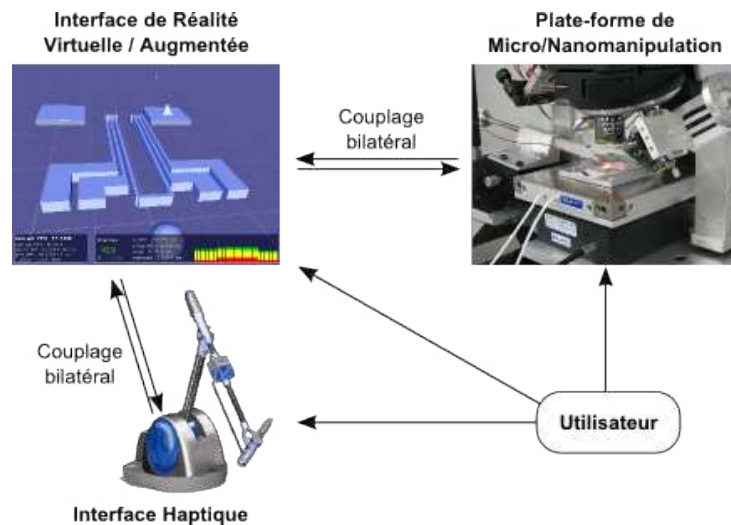 Interface de Réalité
Virtuelle / Augmentée
Plate-forme de
Micro/Nanomanipulation
Couplage
bilatéral
Couplage
bilatéral
Utilisateur
Interface Haptique